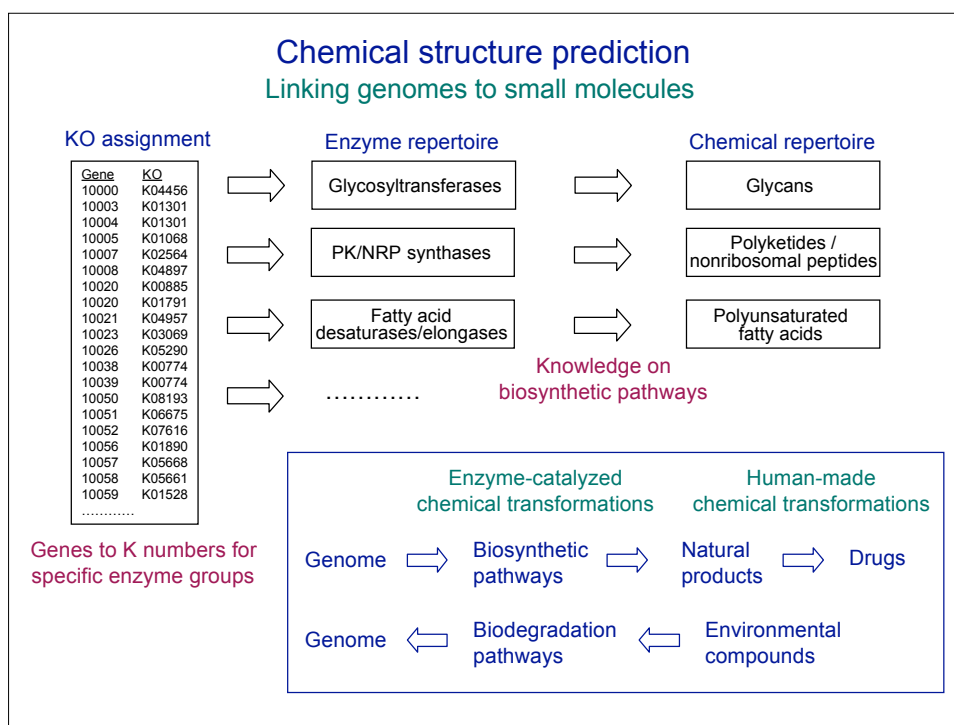 Chemical structure prediction
Linking genomes to small molecules
KO assignment
Gene KO
10000 K04456
10003 K01301
10004 K01301
10005 K01068
10007 K02564
10008 K04897
10020 K00885
10020 K01791
10021 K04957
10023 K03069
10026 K05290
10038 K00774
10039 K00774
10050 K08193
10051 K06675
10052 K07616
10056 K01890
10057 K05668
10058 K05661
10059 K01528
............
Genes to K numbers for
specific enzyme groups
Enzyme repertoire
Glycosyltransferases
PK/NRP synthases
Fatty acid
desaturases/elongases
............
Chemical repertoire
Glycans
Polyketides /
nonribosomal peptides
Polyunsaturated
fatty acids
Knowledge on
biosynthetic pathways
Enzyme-catalyzed
chemical transformations
Human-made
chemical transformations
Genome
Biosynthetic
pathways
Natural
products
Drugs
Genome
Biodegradation
pathways
Environmental
compounds